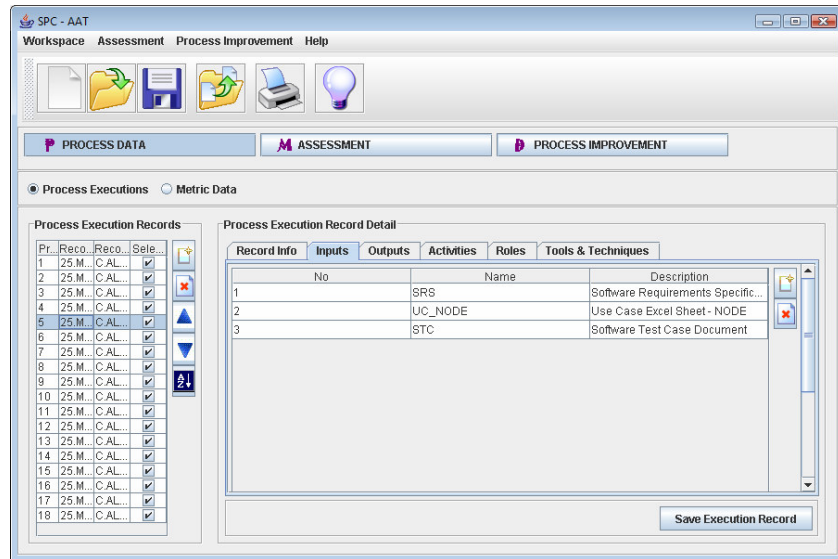 SPC - AAT
Workspace Assessment Process Improvement Help
P PROCESS DATA M ASSESSMENT PROCESS IMPROVEMENT
Process Executions Metric Data
Process Execution Records
Pr... Reco... Reco... Sele...
1 25.M... C.AL...
2 25.M... C.AL...
3 25.M... C.AL...
4 25.M... C.AL...
5 25.M... C.AL...
6 25.M... C.AL...
7 25.M... C.AL...
8 25.M... C.AL...
9 25.M... C.AL...
10 25.M... C.AL...
11 25.M... C.AL...
12 25.M... C.AL...
13 25.M... C.AL...
14 25.M... C.AL...
15 25.M... C.AL...
16 25.M... C.AL...
17 25.M... C.AL...
18 25.M... C.AL...
A
Z
Process Execution Record Detail
Record Info Inputs Outputs Activities Roles Tools & Techniques
No Name Description
1 SRS Software Requirements Specific...
2 UC_NODE Use Case Excel Sheet - NODE
3 STC Software Test Case Document
Save Execution Record